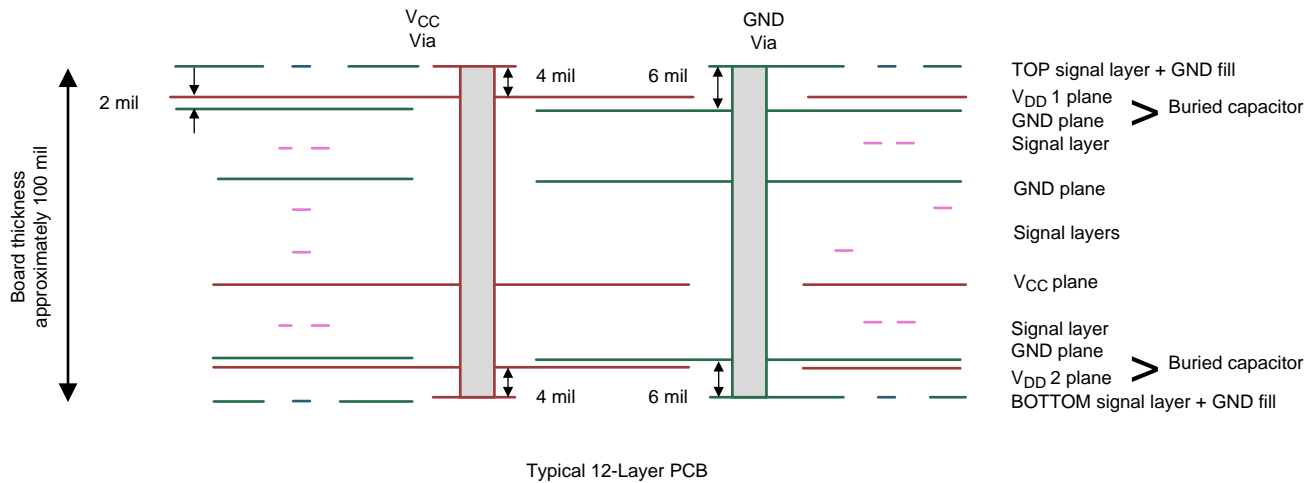 VCC
Via
GND
Via
4 mil
6 mil
2 mil
Board thickness
approximately 100 mil
TOP signal layer + GND fill
VDD 1 plane
GND plane
> Buried capacitor
Signal layer
GND plane
Signal layers
VCC plane
Signal layer
GND plane
VDD 2 plane
> Buried capacitor
BOTTOM signal layer + GND fill
4 mil
6 mil
Typical 12-Layer PCB